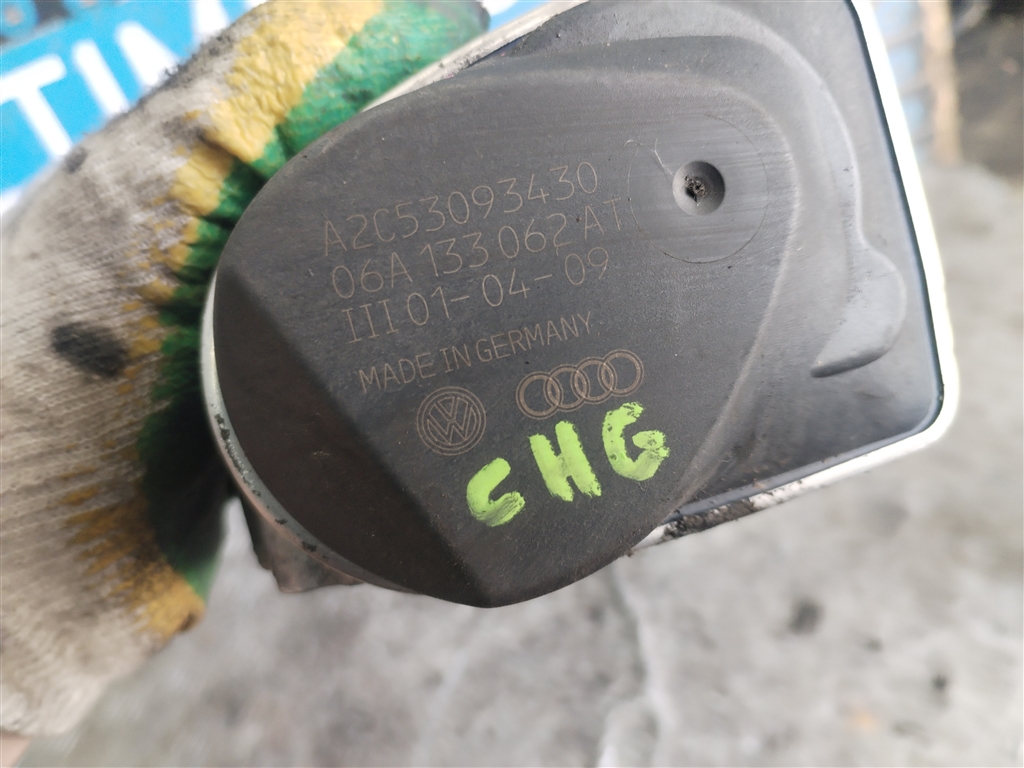 A2C53093430
06A 133 062 AT
III 01-04-09
MADE IN GERMANY
CHG